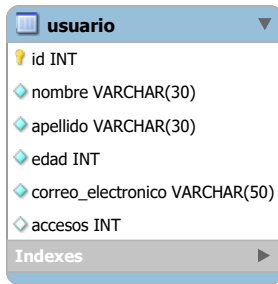 usuario
id INT
nombre VARCHAR(30)
apellido VARCHAR(30)
edad INT
correo_electronico VARCHAR(50)
accesos INT
Indexes